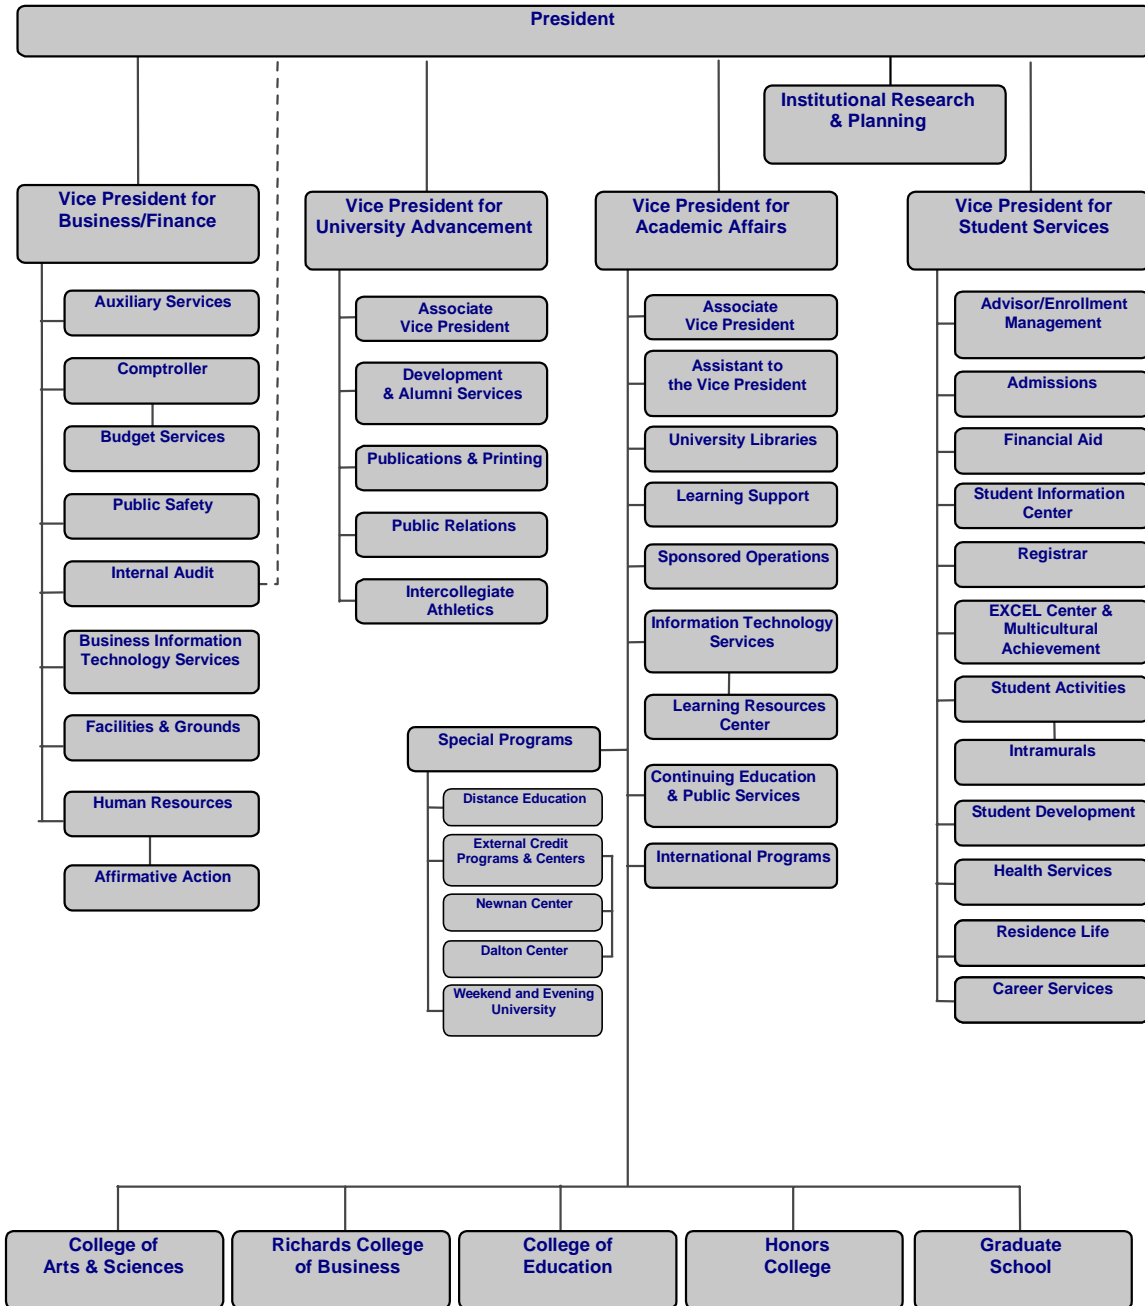 President
Institutional Research
& Planning
Vice President for
Business/Finance
Auxiliary Services
Comptroller
Budget Services
Public Safety
Internal Audit
Business Information
Technology Services
Facilities & Grounds
Human Resources
Affirmative Action
Vice President for
University Advancement
Associate
Vice President
Development
& Alumni Services
Publications & Printing
Public Relations
Intercollegiate
Athletics
Vice President for
Academic Affairs
Associate
Vice President
Assistant to
the Vice President
University Libraries
Learning Support
Sponsored Operations
Information Technology
Services
Learning Resources
Center
Continuing Education
& Public Services
International Programs
Special Programs
Distance Education
External Credit
Programs & Centers
Newnan Center
Dalton Center
Weekend and Evening
University
Vice President for
Student Services
Advisor/Enrollment
Management
Admissions
Financial Aid
Student Information
Center
Registrar
EXCEL Center &
Multicultural
Achievement
Student Activities
Intramurals
Student Development
Health Services
Residence Life
Career Services
College of
Arts & Sciences
Richards College
of Business
College of
Education
Honors
College
Graduate
School